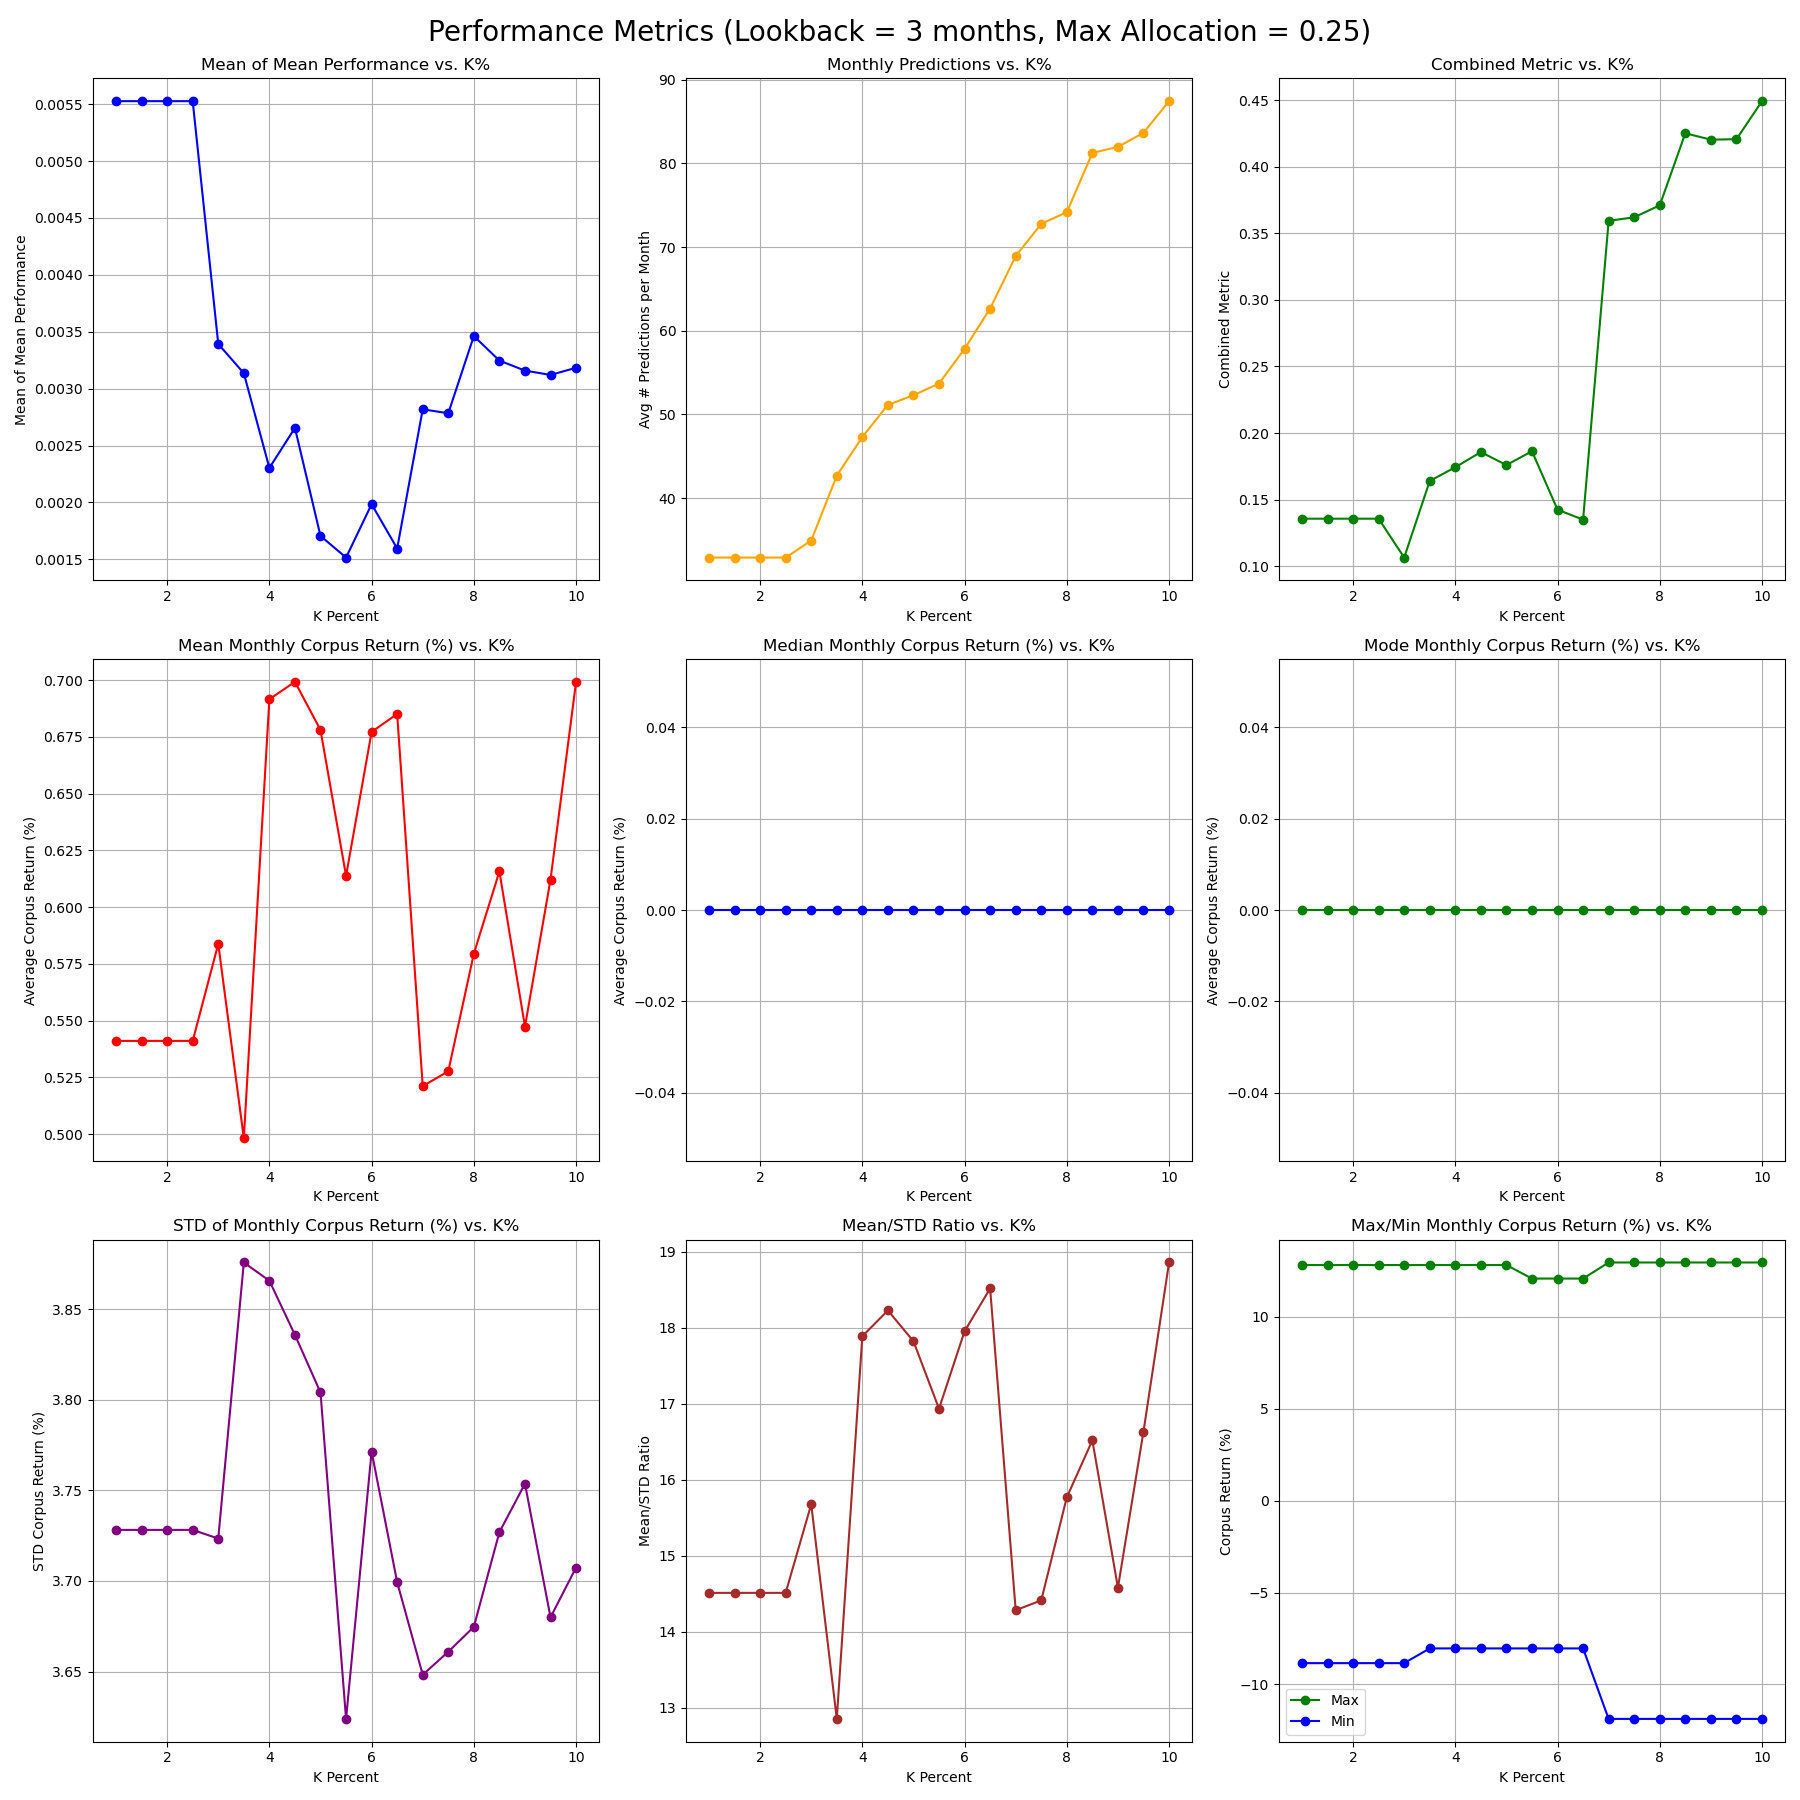 Performance Metrics (Lookback = 3 months, Max Allocation = 0.25)
Mean of Mean Performance vs. K%
Mean of Mean Performance
0.0055
0.0050
0.0045
0.0040
0.0035
0.0030
0.0025
0.0020
0.0015
2 4 6 8 10
K Percent
Monthly Predictions vs. K%
Avg # Predictions per Month
90
80
70
60
50
40
2 4 6 8 10
K Percent
Combined Metric vs. K%
Combined Metric
0.45
0.40
0.35
0.30
0.25
0.20
0.15
0.10
2 4 6 8 10
K Percent
Mean Monthly Corpus Return (%) vs. K%
Average Corpus Return (%)
0.700
0.675
0.650
0.625
0.600
0.575
0.550
0.525
0.500
2 4 6 8 10
K Percent
Median Monthly Corpus Return (%) vs. K%
Average Corpus Return (%)
0.04
0.02
0.00
−0.02
−0.04
2 4 6 8 10
K Percent
Mode Monthly Corpus Return (%) vs. K%
Average Corpus Return (%)
0.04
0.02
0.00
−0.02
−0.04
2 4 6 8 10
K Percent
STD of Monthly Corpus Return (%) vs. K%
STD Corpus Return (%)
3.85
3.80
3.75
3.70
3.65
2 4 6 8 10
K Percent
Mean/STD Ratio vs. K%
Mean/STD Ratio
19
18
17
16
15
14
13
2 4 6 8 10
K Percent
Max/Min Monthly Corpus Return (%) vs. K%
Corpus Return (%)
10
5
0
−5
−10
Max
Min
2 4 6 8 10
K Percent